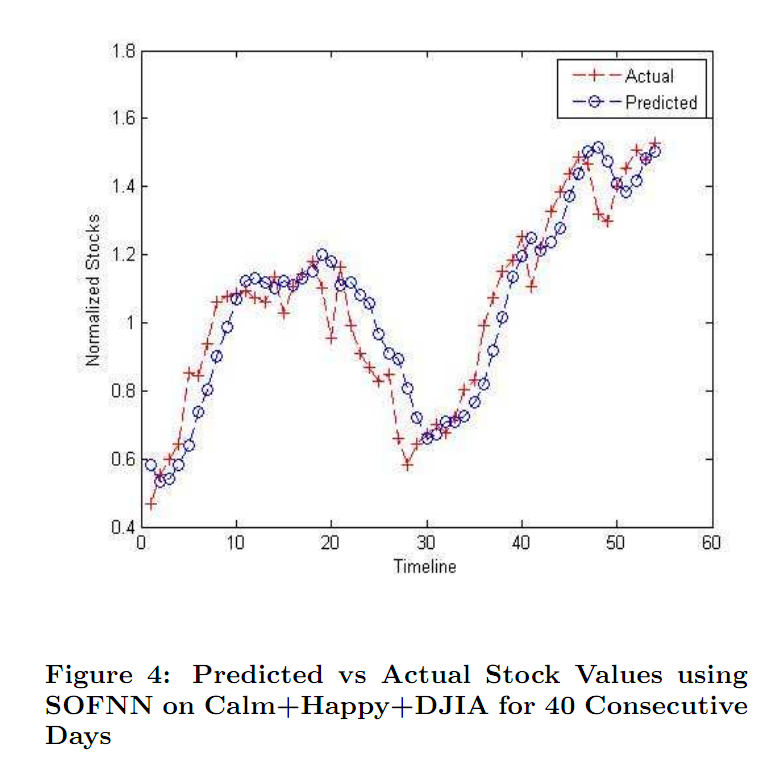 1.8
1.6
1.4
1.2
1
0.8
0.6
0.4
Normalized Stocks
Actual
Predicted
0 10 20 30 40 50 60
Timeline
Figure 4: Predicted vs Actual Stock Values using
SOFNN on Calm+Happy+DJIA for 40 Consecutive
Days